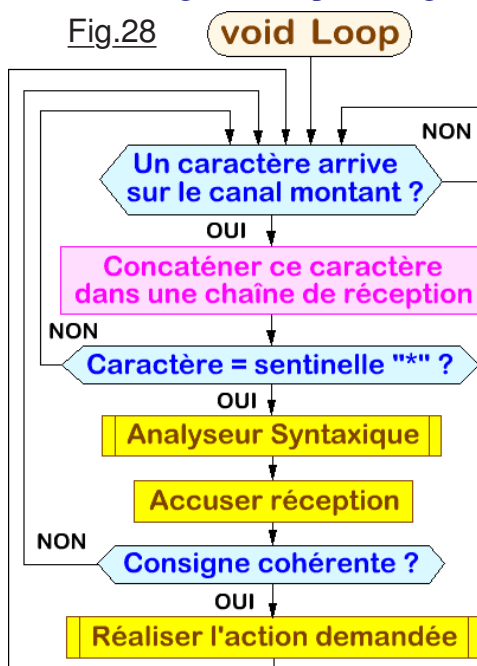 Fig.28
void Loop
NON
Un caractère arrive
sur le canal montant ?
OUI
Concaténer ce caractère
dans une chaîne de réception
NON
Caractère = sentinelle "*" ?
OUI
Analyseur Syntaxique
Accuser réception
NON
Consigne cohérente ?
OUI
Réaliser l'action demandée